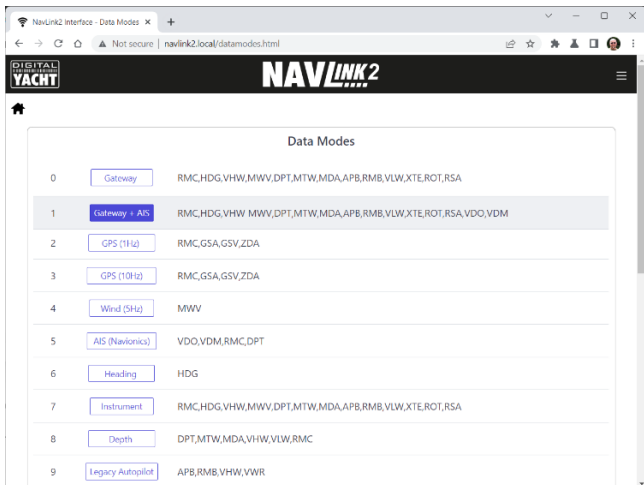 NavLink2 Interface - Data Modes
Not secure navlink2.local/datamodes.html
DIGITAL
YACHT
NAVLINK2
Data Modes
0 Gateway RMC,HDG,VHW,MWV,DPT,MTW,MDA,APB,RMB,VLW,XTE,ROT,RSA
1 Gateway + AIS RMC,HDG,VHW MWV,DPT,MTW,MDA,APB,RMB,VLW,XTE,ROT,RSA,VDO,VDM
2 GPS (1Hz) RMC,GSA,GSV,ZDA
3 GPS (10Hz) RMC,GSA,GSV,ZDA
4 Wind (5Hz) MWV
5 AIS (Navionics) VDO,VDM,RMC,DPT
6 Heading HDG
7 Instrument RMC,HDG,VHW,MWV,DPT,MTW,MDA,APB,RMB,VLW,XTE,ROT,RSA
8 Depth DPT,MTW,MDA,VHW,VLW,RMC
9 Legacy Autopilot APB,RMB,VHW,VWR